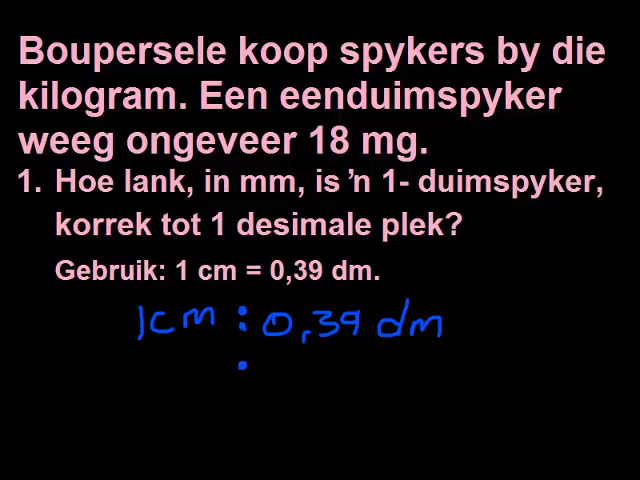 Boupersele koop spykers by die
kilogram. Een eenduimspyker
weeg ongeveer 18 mg.
1. Hoe lank, in mm, is ’n 1- duimspyker,
korrek tot 1 desimale plek?
Gebruik: 1 cm = 0,39 dm.
1cm : 0,39 dm